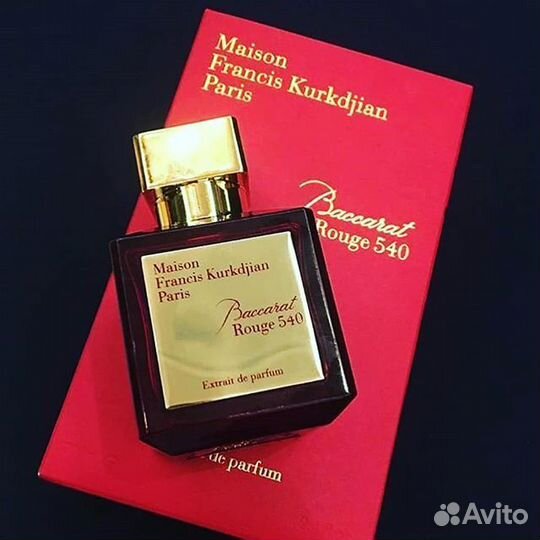 Maison
Francis Kurkdjian
Paris
Baccarat
Rouge 540
Maison
Francis Kurkdjian
Paris
Baccarat
Rouge 540
Extrait de parfum
de parfum
Avito